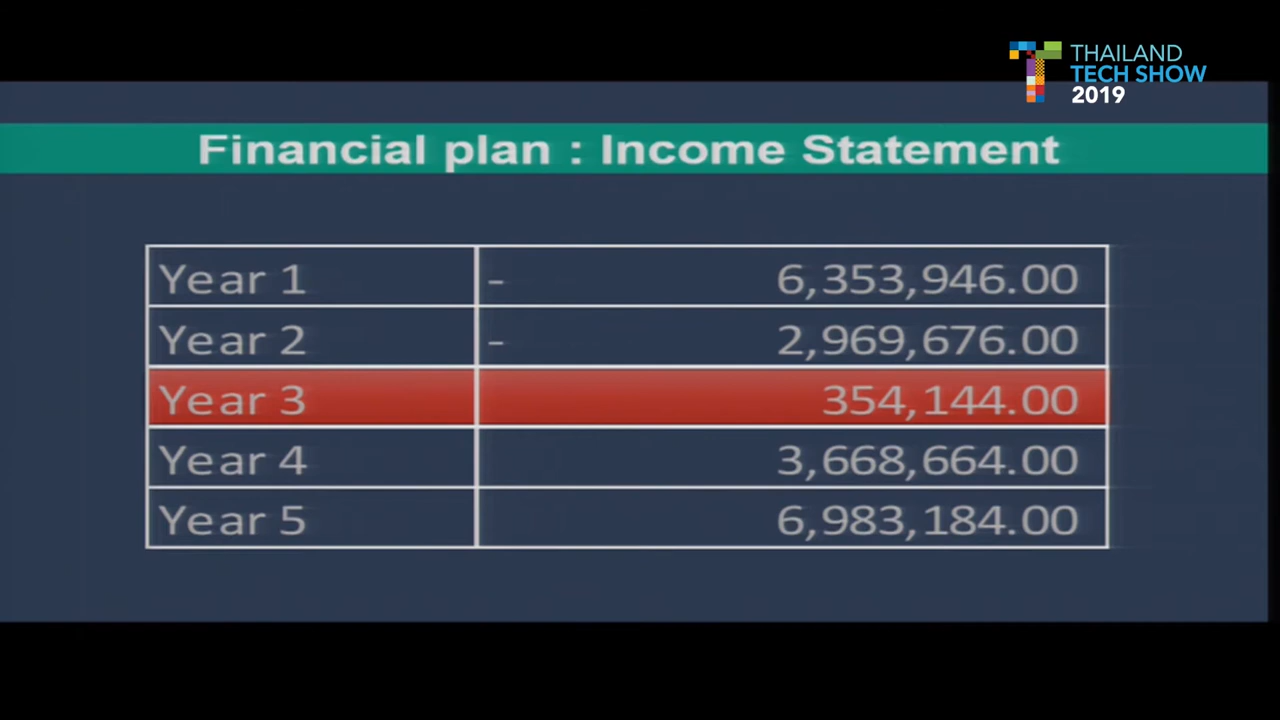 THAILAND
TECH SHOW
2019
Financial plan : Income Statement
Year 1 - 6,353,946.00
Year 2 - 2,969,676.00
Year 3 354,144.00
Year 4 3,668,664.00
Year 5 6,983,184.00